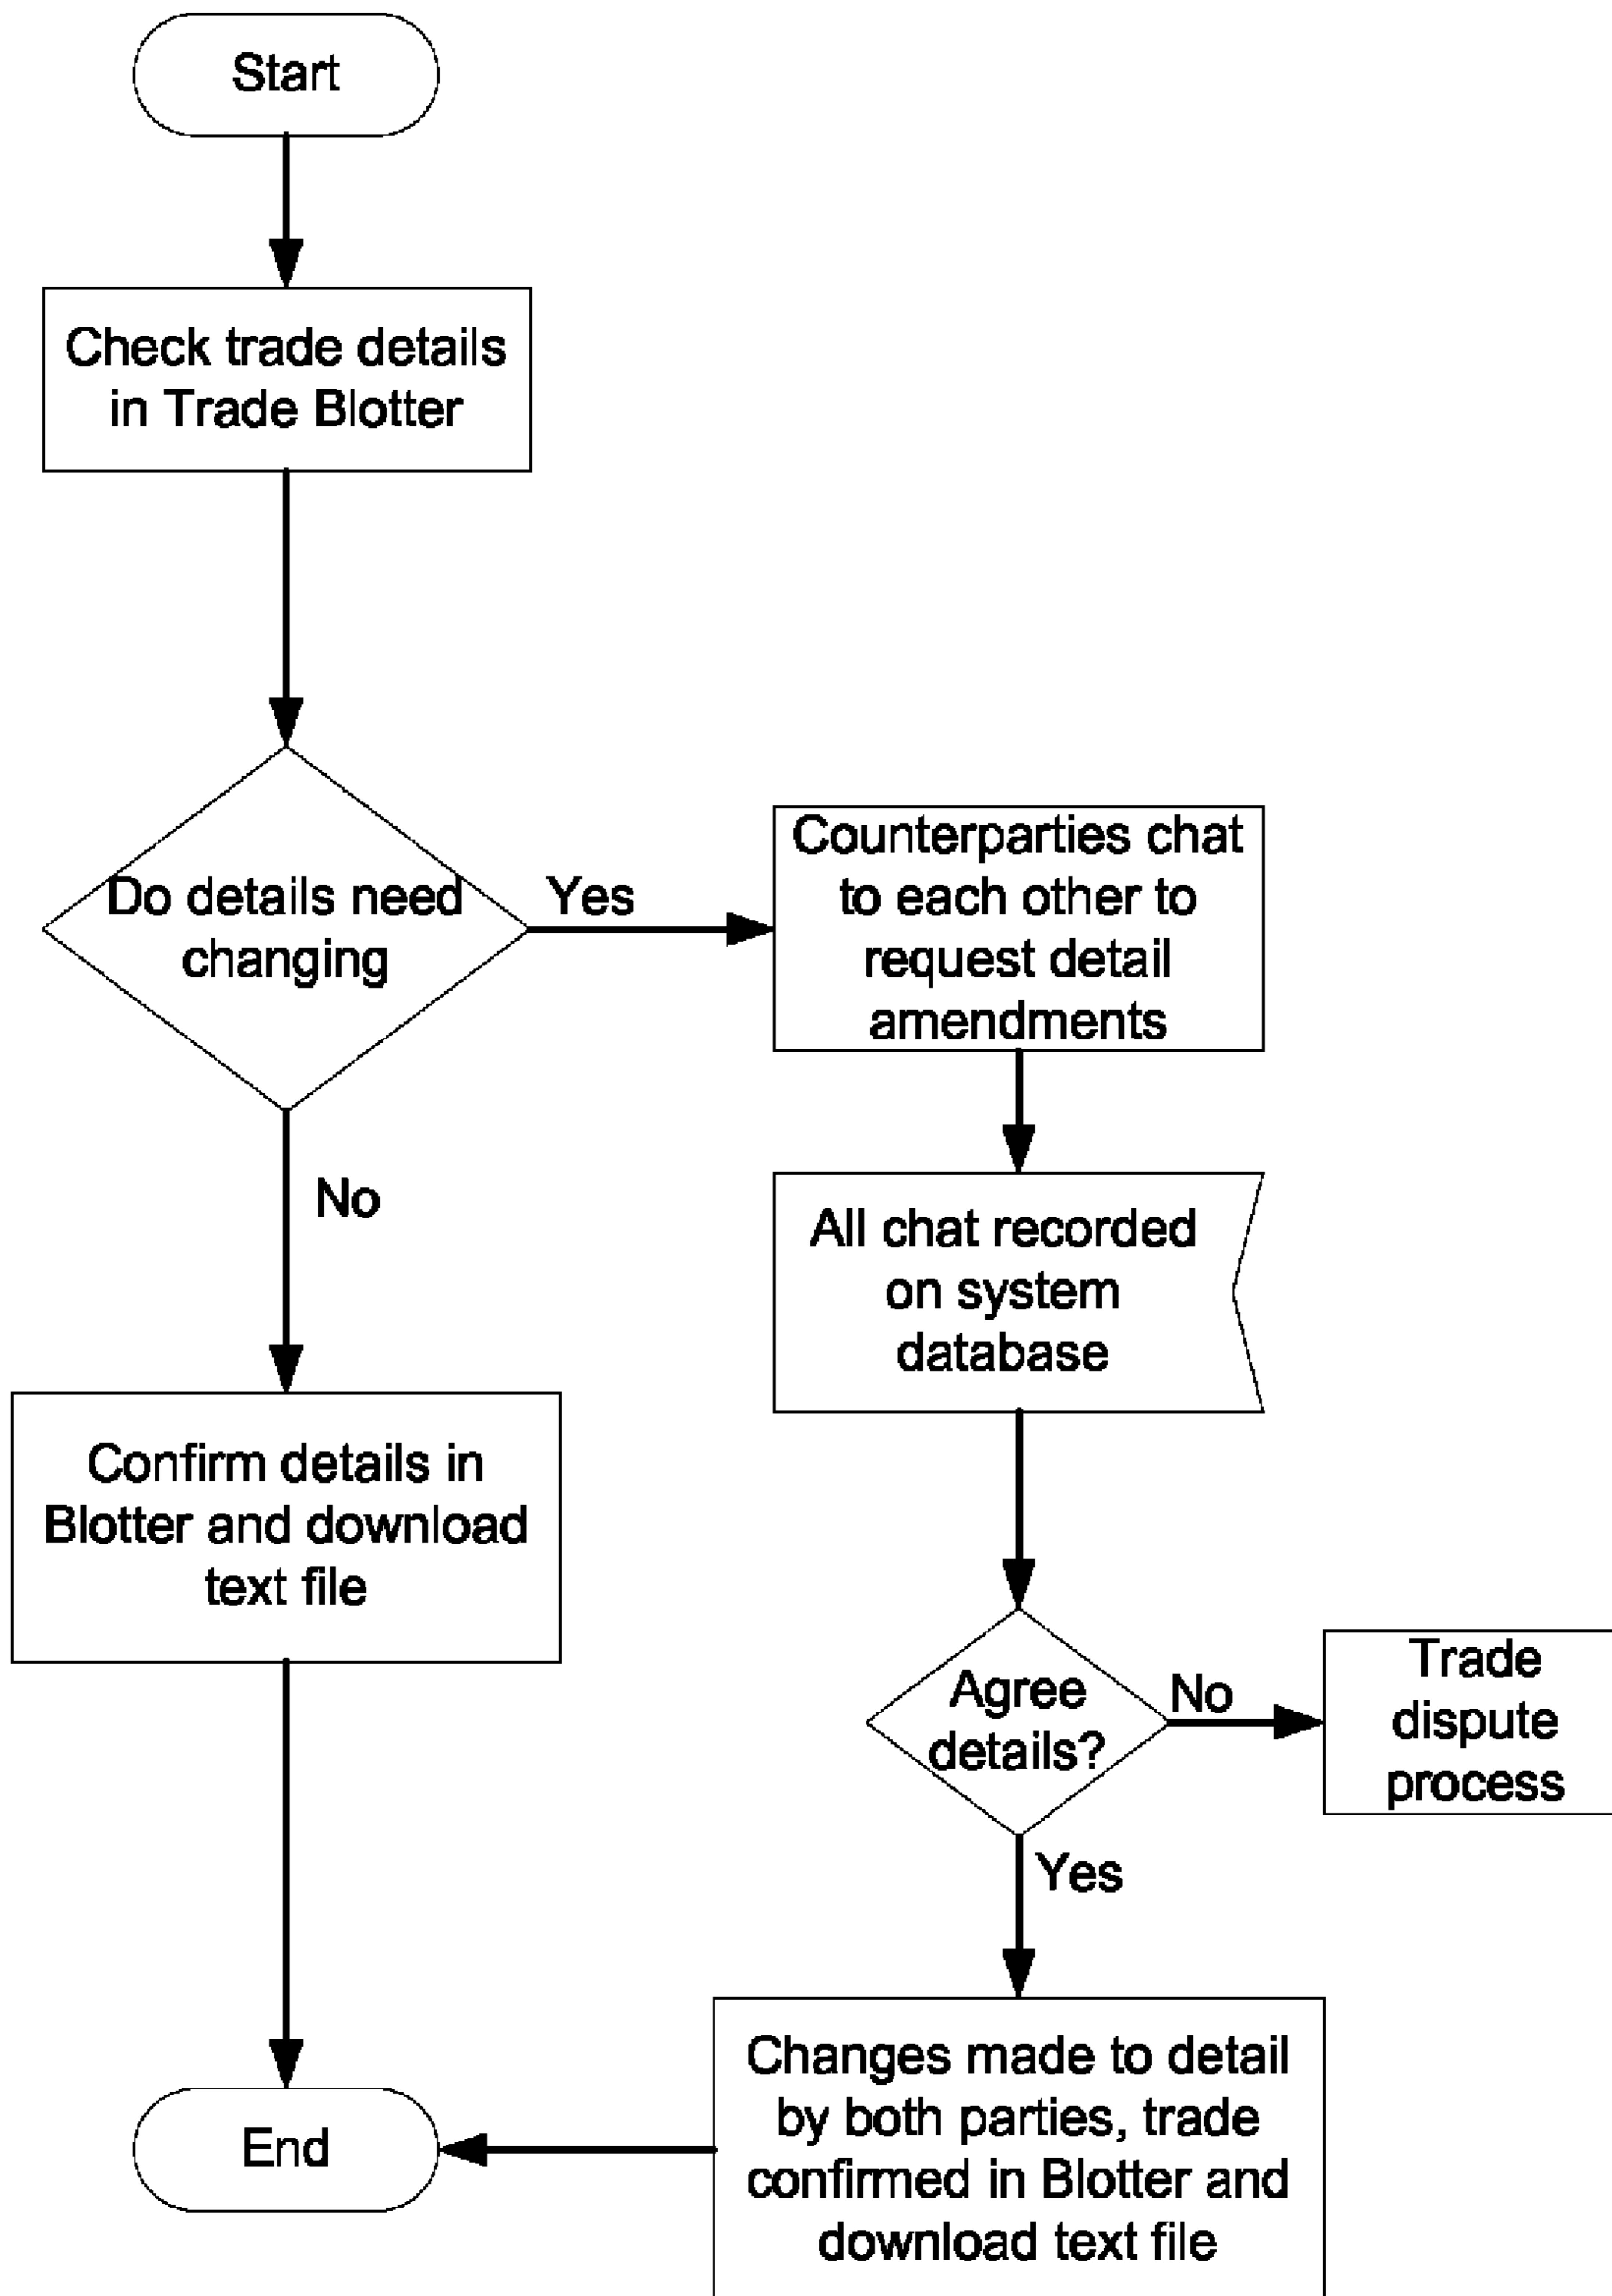 Start
Check trade details
in Trade Blotter
Do details need
changing
Yes
Counterparties chat
to each other to
request detail
amendments
No
All chat recorded
on system
database
Confirm details in
Blotter and download
text file
Agree
details?
No
Trade
dispute
process
Yes
Changes made to detail
by both parties, trade
confirmed in Blotter and
download text file
End